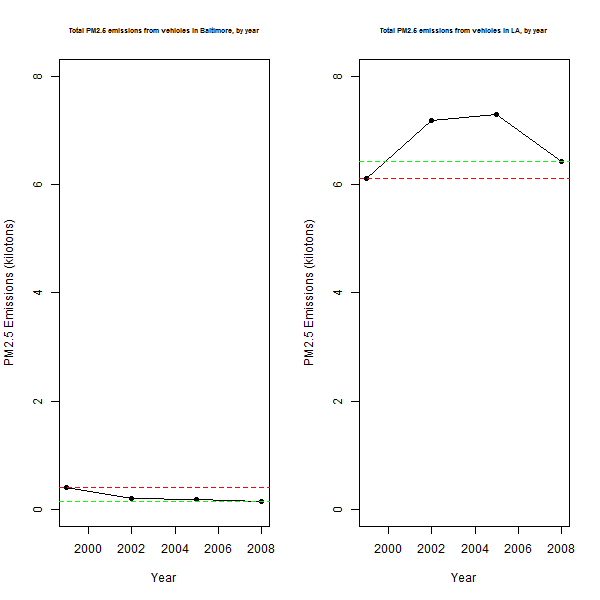 Total PM2.5 emissions from vehicles in Baltimore, by year
8
6
4
2
0
PM2.5 Emissions (kilotons)
2000 2002 2004 2006 2008
Year
Total PM2.5 emissions from vehicles in LA, by year
8
6
4
2
0
PM2.5 Emissions (kilotons)
2000 2002 2004 2006 2008
Year